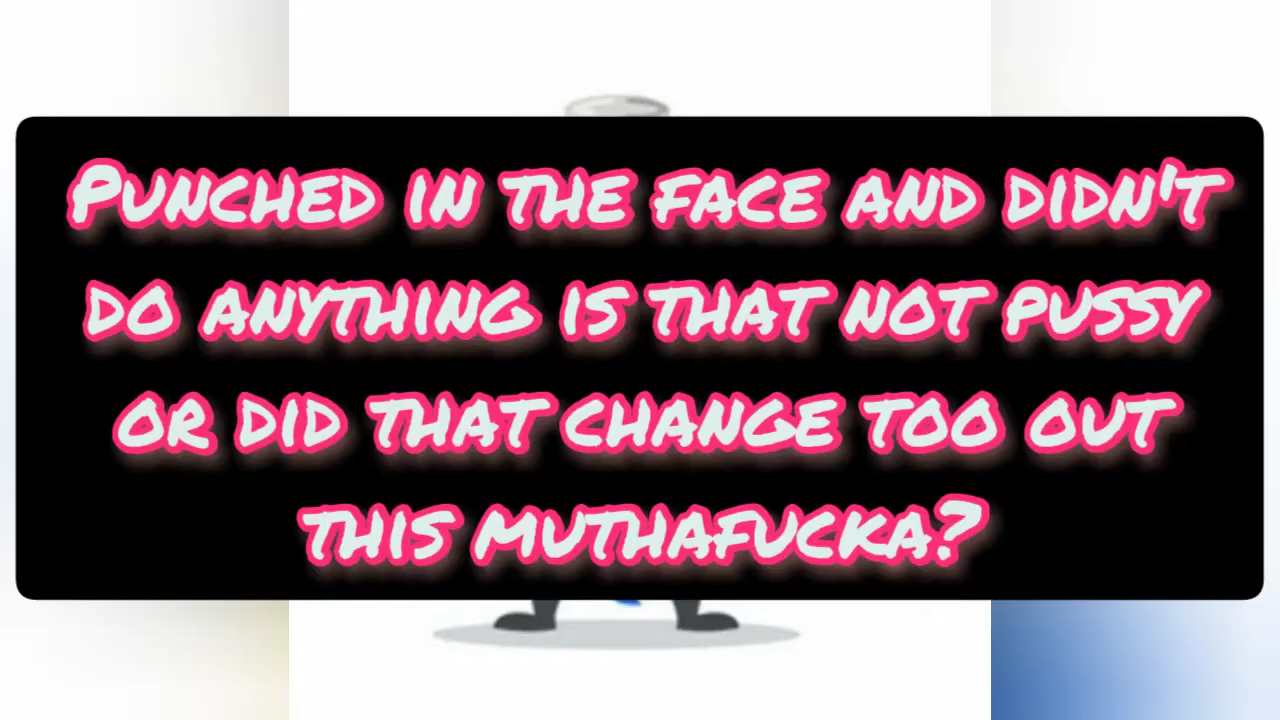 Punched in the face and didn't
do anything is that not pussy
or did that change too out
this muthafucka?